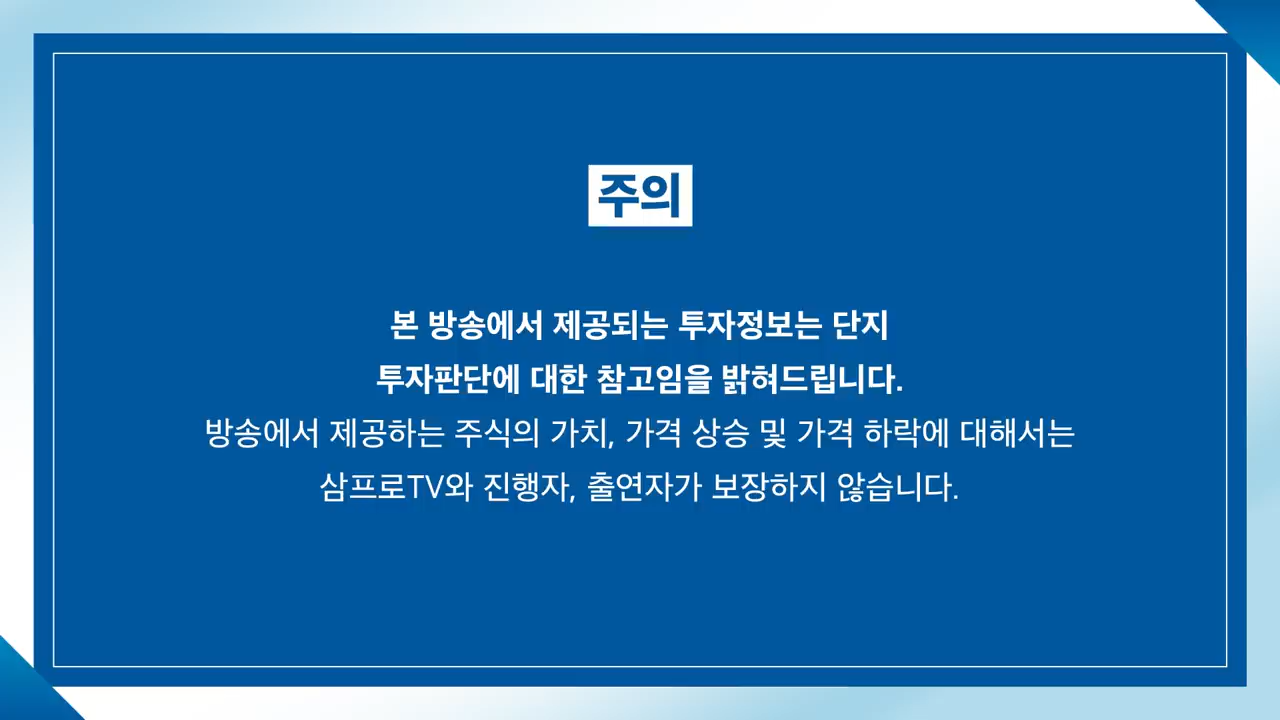 주의
본 방송에서 제공되는 투자정보는 단지
투자판단에 대한 참고임을 밝혀드립니다.
방송에서 제공하는 주식의 가치, 가격 상승 및 가격 하락에 대해서는
삼프로TV와 진행자, 출연자가 보장하지 않습니다.